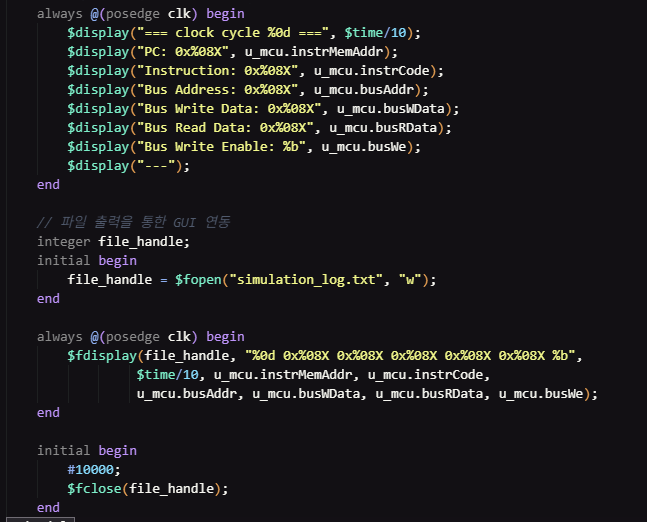 always @(posedge clk) begin
$display("=== clock cycle %0d ===", $time/10);
$display("PC: 0x%08X", u_mcu.instrMemAddr);
$display("Instruction: 0x%08X", u_mcu.instrCode);
$display("Bus Address: 0x%08X", u_mcu.busAddr);
$display("Bus Write Data: 0x%08X", u_mcu.busWData);
$display("Bus Read Data: 0x%08X", u_mcu.busRData);
$display("Bus Write Enable: %b", u_mcu.busWe);
$display("---");
end
// 파일 출력을 통한 GUI 연동
integer file_handle;
initial begin
file_handle = $fopen("simulation_log.txt", "w");
end
always @(posedge clk) begin
$fdisplay(file_handle, "%0d 0x%08X 0x%08X 0x%08X 0x%08X 0x%08X %b",
$time/10, u_mcu.instrMemAddr, u_mcu.instrCode,
u_mcu.busAddr, u_mcu.busWData, u_mcu.busRData, u_mcu.busWe);
end
initial begin
#10000;
$fclose(file_handle);
end